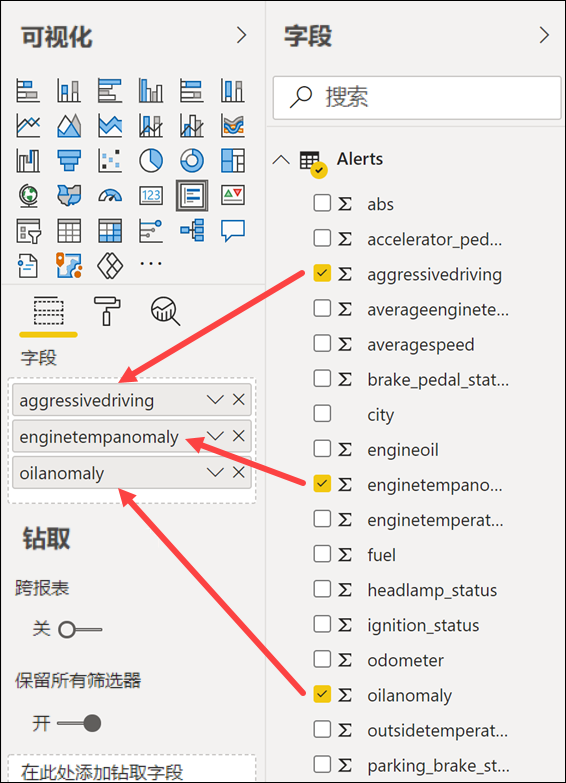 可视化
123
字段
aggressivedriving
enginetempanomaly
oilanomaly
钻取
跨报表
关
保留所有筛选器
开
在此处添加钻取字段
字段
搜索
Alerts
abs
accelerator_ped...
aggressivedriving
averageenginete...
averagespeed
brake_pedal_stat...
city
engineoil
enginetempano...
enginetemperat...
fuel
headlamp_status
ignition_status
odometer
oilanomaly
outsidetemperat...
parking_brake_st...